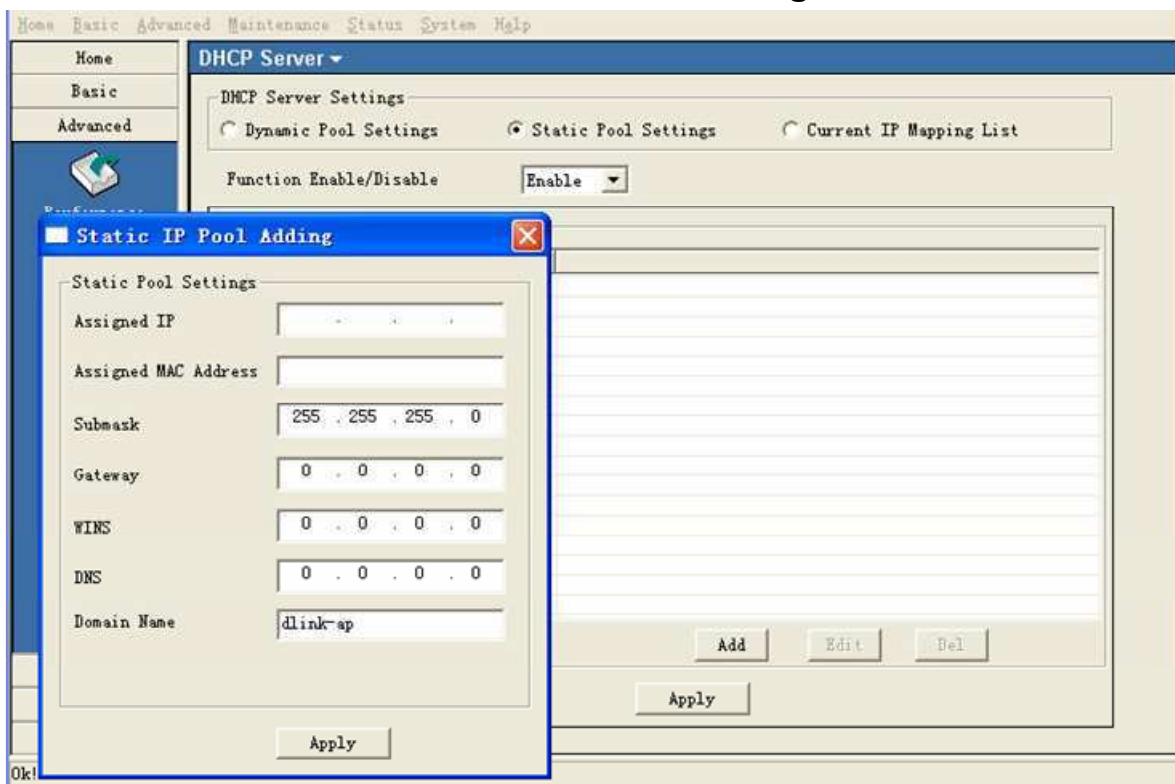 Home Basic Advanced Maintenance Status System Help
Home
DHCP Server
Basic
Advanced
DHCP Server Settings
Dynamic Pool Settings Static Pool Settings Current IP Mapping List
Function Enable/Disable Enable
Static IP Pool Adding
Static Pool Settings
Assigned IP . . .
Assigned MAC Address
Submask 255 . 255 . 255 . 0
Gateway 0 . 0 . 0 . 0
WINS 0 . 0 . 0 . 0
DNS 0 . 0 . 0 . 0
Domain Name dlink-ap
Add Edit Del
Apply
Apply
Ok!